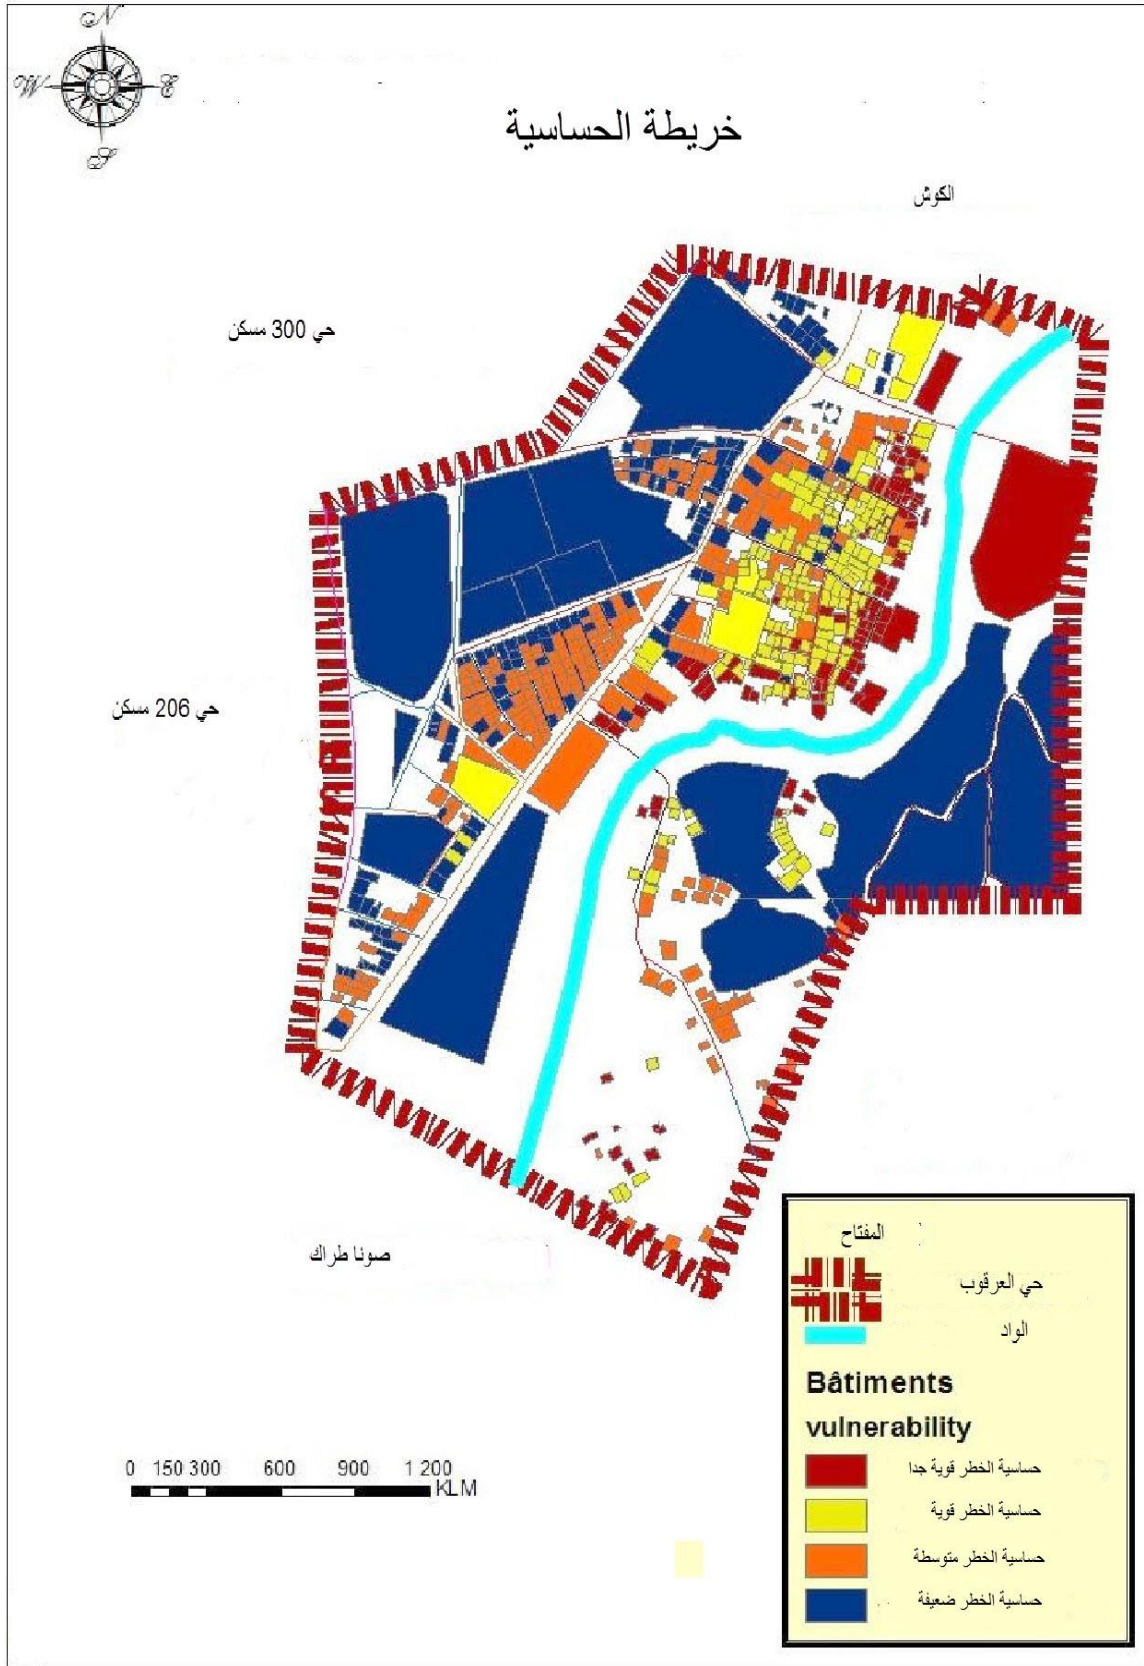 N
W E
S
خريطة الحساسية
الكوش
حي 300 مسكن
حي 206 مسكن
صونا طراك
المفتاح
حي العرقوب
الواد
Bâtiments
vulnerability
حساسية الخطر قوية جدا
حساسية الخطر قوية
حساسية الخطر متوسطة
حساسية الخطر ضعيفة
0 150 300 600 900 1 200
KLM